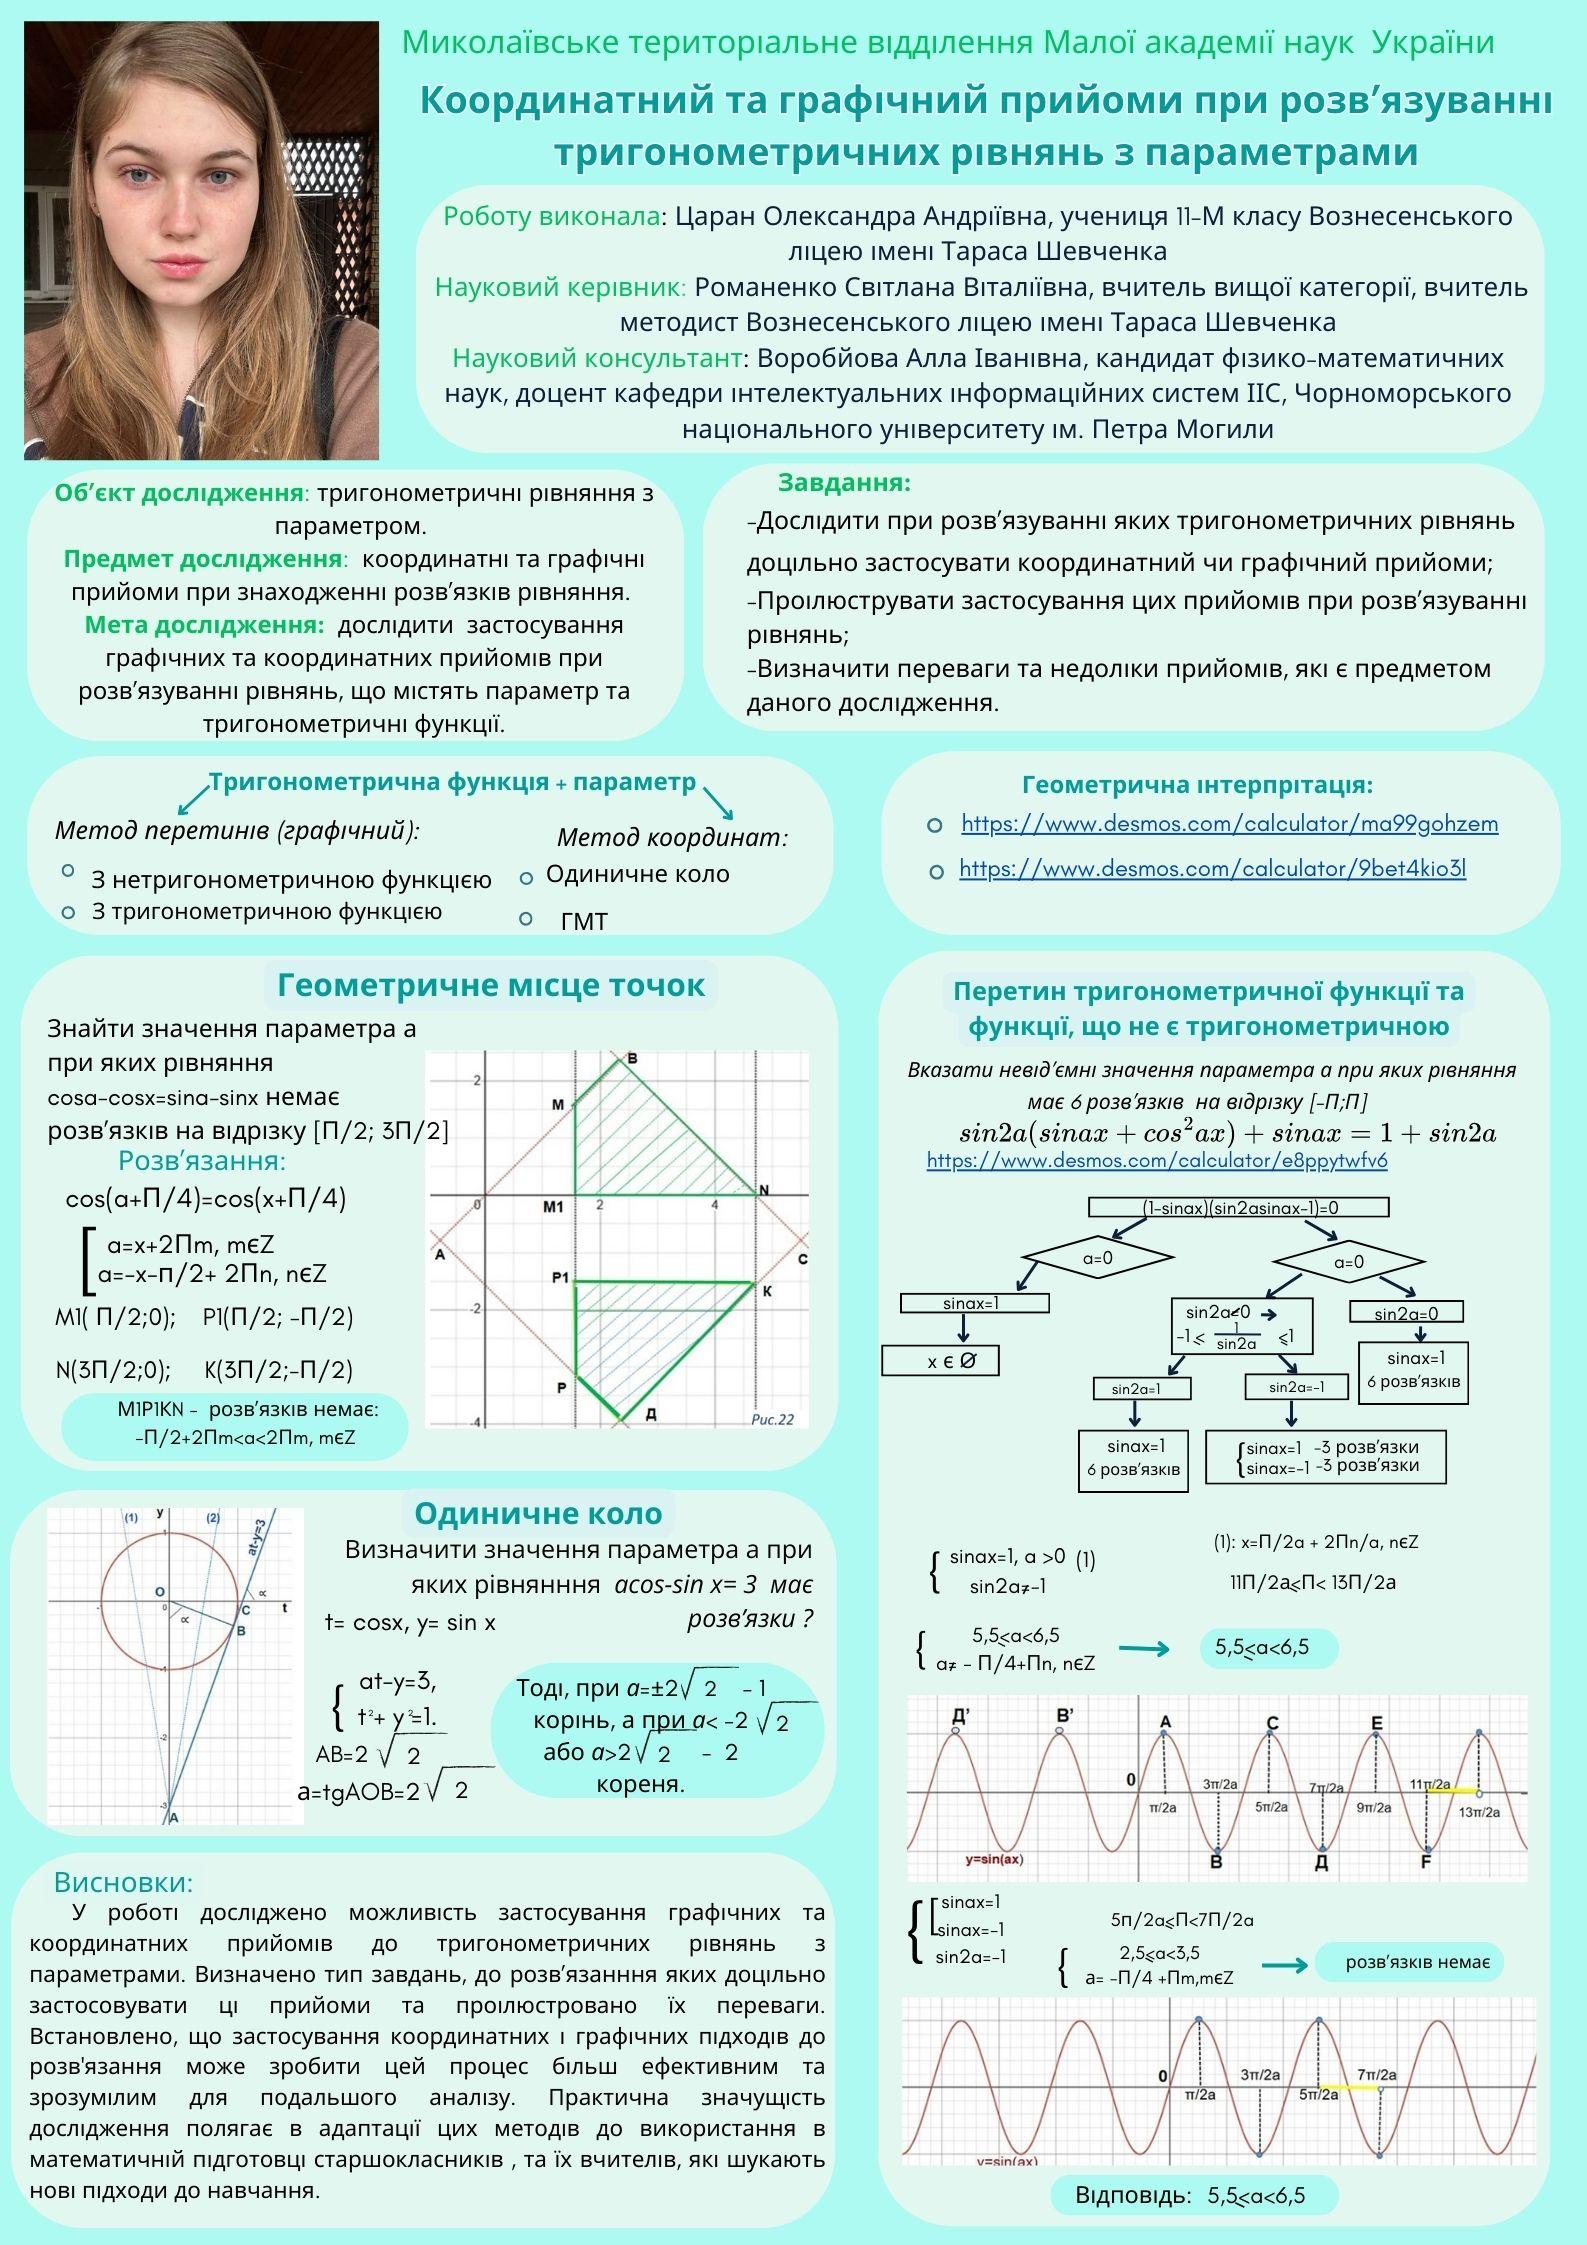 Миколаївське територіальне відділення Малої академії наук України
Координатний та графічний прийоми при розв’язуванні
тригонометричних рівнянь з параметрами
Роботу виконала: Царан Олександра Андріївна, учениця 11-М класу Вознесенського
ліцею імені Тараса Шевченка
Науковий керівник: Романенко Світлана Віталіївна, вчитель вищої категорії, вчитель
методист Вознесенського ліцею імені Тараса Шевченка
Науковий консультант: Воробйова Алла Іванівна, кандидат фізико-математичних
наук, доцент кафедри інтелектуальних інформаційних систем ІІС, Чорноморського
національного університету ім. Петра Могили
Об’єкт дослідження: тригонометричні рівняння з
параметром.
Предмет дослідження: координатні та графічні
прийоми при знаходженні розв’язків рівняння.
Мета дослідження: дослідити застосування
графічних та координатних прийомів при
розв’язуванні рівнянь, що містять параметр та
тригонометричні функції.
Завдання:
-Дослідити при розв’язуванні яких тригонометричних рівнянь
доцільно застосувати координатний чи графічний прийоми;
-Проілюструвати застосування цих прийомів при розв’язуванні
рівнянь;
-Визначити переваги та недоліки прийомів, які є предметом
даного дослідження.
Тригонометрична функція + параметр
Метод перетинів (графічний):
З нетригонометричною функцією
З тригонометричною функцією
Метод координат:
Одиничне коло
ГМТ
Геометрична інтерпрітація:
https://www.desmos.com/calculator/ma99gohzem
https://www.desmos.com/calculator/9bet4kio3l
Геометричне місце точок
Знайти значення параметра а
при яких рівняння
cosa-cosx=sina-sinx немає
розв’язків на відрізку [П/2; 3П/2]
Розв’язання:
cos(a+П/4)=cos(x+П/4)
[ a=x+2Пm, mєZ
a=-x-п/2+ 2Пn, nєZ
M1( П/2;0); P1(П/2; -П/2)
N(3П/2;0); K(3П/2;-П/2)
M1P1KN - розв’язків немає:
-П/2+2Пm<a<2Пm, mєZ
2
B
M
0
M1
2
4
N
A
C
P1
K
-2
P
Д
-4
Рис.22
Одиничне коло
Визначити значення параметра а при
яких рівнянння acos-sin x= 3 має
розв’язки ?
t= cosx, y= sin x
{ at-y=3,
t²+ y²=1.
AB=2 √2
a=tgAOB=2√2
Тоді, при a=±2√2 - 1
корінь, а при a< -2 √2
або a>2√2 - 2
кореня.
(1)
y
(2)
at-y=3
1
O
0
∝
∝
C
t
B
-1
-2
-3
A
Висновки:
У роботі досліджено можливість застосування графічних та
координатних прийомів до тригонометричних рівнянь з
параметрами. Визначено тип завдань, до розв’язанння яких доцільно
застосовувати ці прийоми та проілюстровано їх переваги.
Встановлено, що застосування координатних і графічних підходів до
розв'язання може зробити цей процес більш ефективним та
зрозумілим для подальшого аналізу. Практична значущість
дослідження полягає в адаптації цих методів до використання в
математичній підготовці старшокласників , та їх вчителів, які шукають
нові підходи до навчання.
Перетин тригонометричної функції та
функції, що не є тригонометричною
Вказати невід’ємні значення параметра а при яких рівняння
має 6 розв’язків на відрізку [-П;П]
sin2a(sinax + cos²ax) + sinax = 1 + sin2a
https://www.desmos.com/calculator/e8ppytwfv6
(1-sinax)(sin2asinax-1)=0
a=0
a=0
sinax=1
sin2a≠0 →
-1⩽ 1/sin2a ⩽1
sin2a=0
x є Ø
sinax=1
6 розв’язків
sin2a=1
sin2a=-1
sinax=1
6 розв’язків
{ sinax=1 -3 розв’язки
sinax=-1 -3 розв’язки
{ sinax=1, a >0 (1)
sin2a≠-1
(1): x=П/2a + 2Пn/a, nєZ
11П/2a⩽П< 13П/2a
{ 5,5⩽a<6,5
a≠ - П/4+Пn, nєZ
5,5⩽a<6,5
Д’
B’
A
C
E
0
π/2a
3π/2a
5π/2a
7π/2a
9π/2a
11π/2a
13π/2a
y=sin(ax)
B
Д
F
{ [ sinax=1
sinax=-1
sin2a=-1
5п/2a⩽П<7П/2a
{ 2,5⩽a<3,5
a= -П/4 +Пm,mєZ
розв’язків немає
0
π/2a
3π/2a
5π/2a
7π/2a
y=sin(ax)
Відповідь: 5,5⩽a<6,5